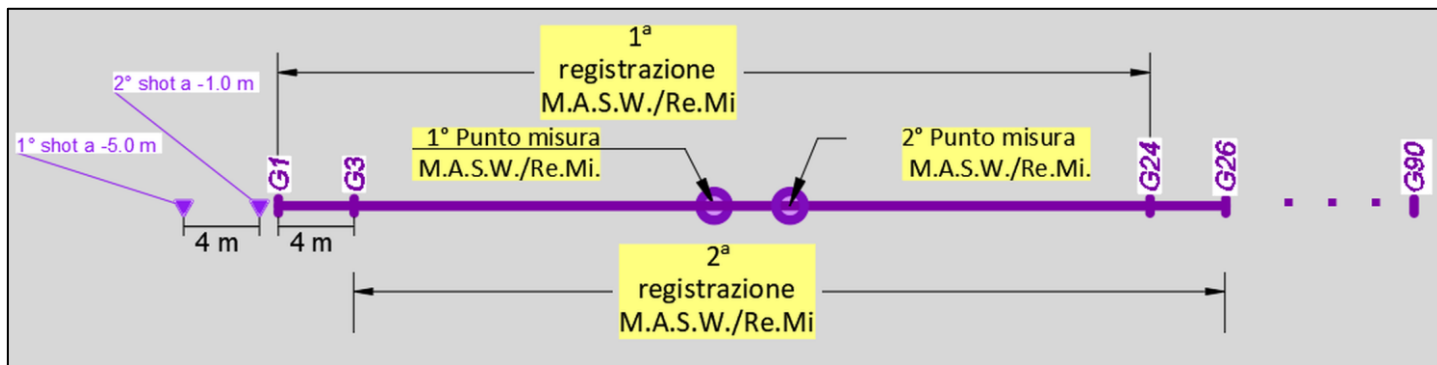 1ª
registrazione
M.A.S.W./Re.Mi
2° shot a -1.0 m
1° shot a -5.0 m
1° Punto misura
M.A.S.W./Re.Mi.
2° Punto misura
M.A.S.W./Re.Mi.
G1
G3
G24
G26
G90
4 m
4 m
2ª
registrazione
M.A.S.W./Re.Mi